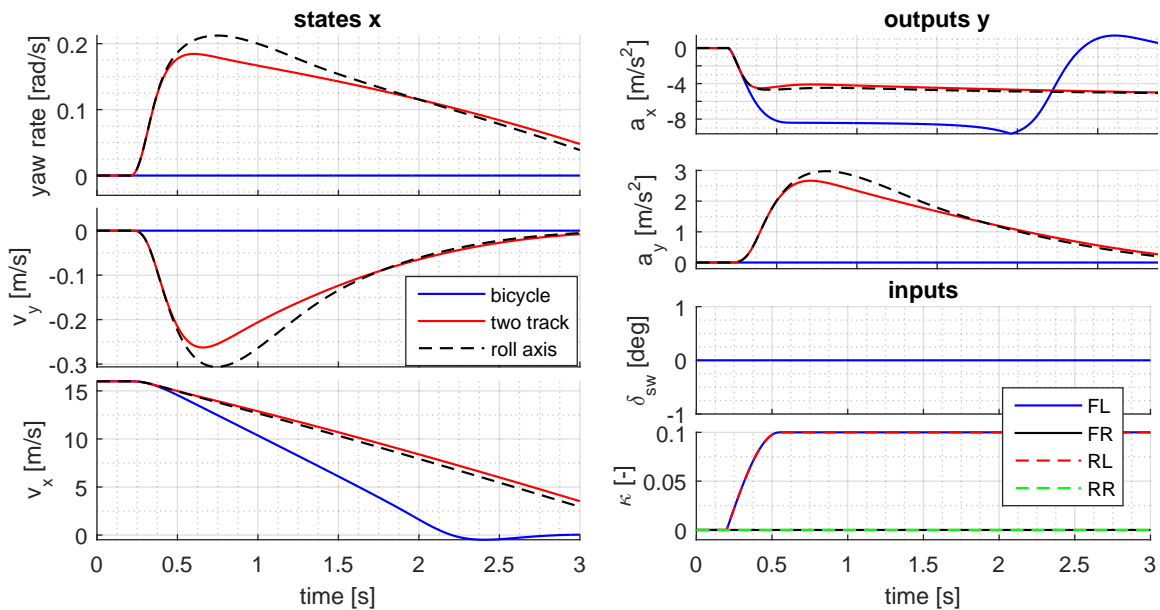 states x
yaw rate [rad/s]
0.2
0.1
0
v_y [m/s]
0
-0.1
-0.2
-0.3
bicycle
two track
roll axis
v_x [m/s]
15
10
5
0
0 0.5 1 1.5 2 2.5 3
time [s]
outputs y
a_x [m/s²]
0
-4
-8
a_y [m/s²]
3
2
1
0
inputs
δ_sw [deg]
1
0
-1
FL
FR
RL
RR
κ [-]
0.1
0.05
0
0 0.5 1 1.5 2 2.5 3
time [s]